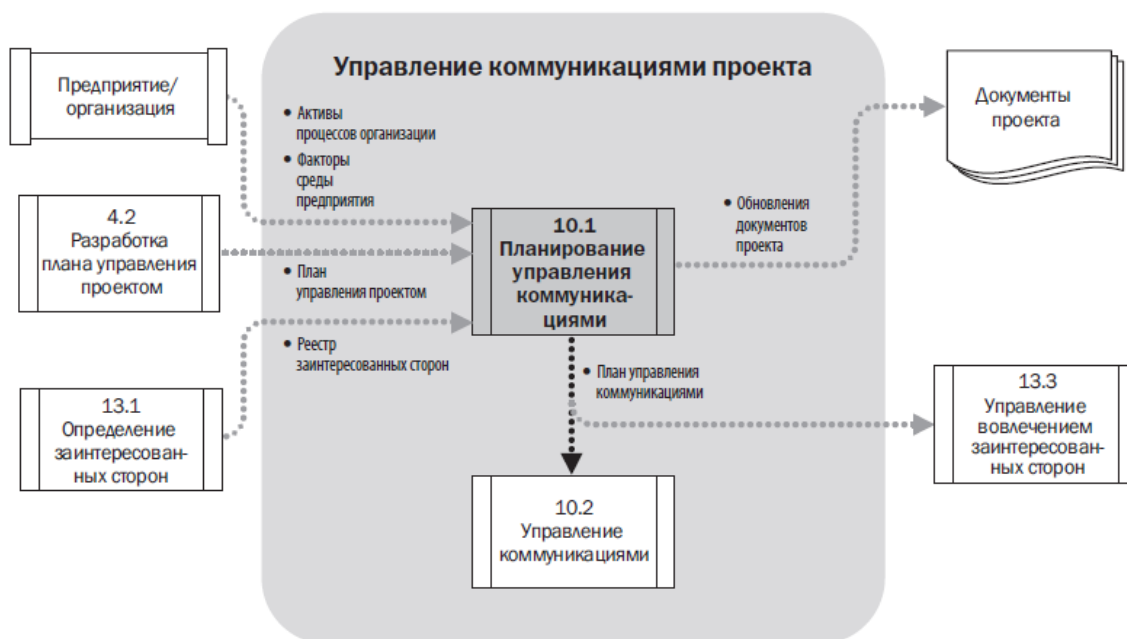 Управление коммуникациями проекта
Предприятие/
организация
• Активы
процессов организации
• Факторы
среды
предприятия
Документы
проекта
4.2
Разработка
плана управления
проектом
• План
управления проектом
10.1
Планирование
управления
коммуника-
циями
• Обновления
документов
проекта
• Реестр
заинтересованных сторон
13.1
Определение
заинтересован-
ных сторон
• План управления
коммуникациями
13.3
Управление
вовлечением
заинтересован-
ных сторон
10.2
Управление
коммуникациями